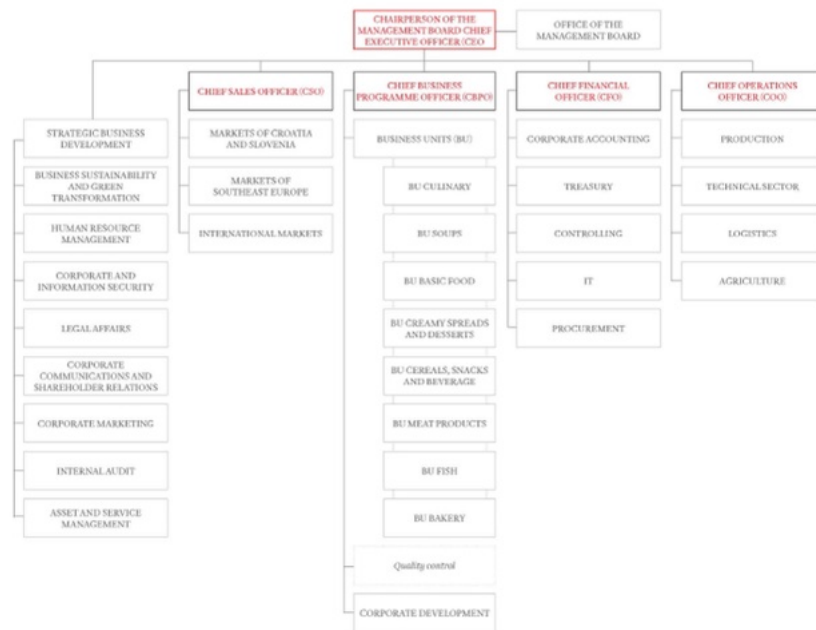 CHAIRPERSON OF THE
MANAGEMENT BOARD CHIEF
EXECUTIVE OFFICER (CEO
OFFICE OF THE
MANAGEMENT BOARD
STRATEGIC BUSINESS
DEVELOPMENT
BUSINESS SUSTAINABILITY
AND GREEN
TRANSFORMATION
HUMAN RESOURCE
MANAGEMENT
CORPORATE AND
INFORMATION SECURITY
LEGAL AFFAIRS
CORPORATE
COMMUNICATIONS AND
SHAREHOLDER RELATIONS
CORPORATE MARKETING
INTERNAL AUDIT
ASSET AND SERVICE
MANAGEMENT
CHIEF SALES OFFICER (CSO)
MARKETS OF CROATIA
AND SLOVENIA
MARKETS OF
SOUTHEAST EUROPE
INTERNATIONAL MARKETS
CHIEF BUSINESS
PROGRAMME OFFICER (CBPO)
BUSINESS UNITS (BU)
BU CULINARY
BU SOUPS
BU BASIC FOOD
BU CREAMY SPREADS
AND DESSERTS
BU CEREALS, SNACKS
AND BEVERAGE
BU MEAT PRODUCTS
BU FISH
BU BAKERY
Quality control
CORPORATE DEVELOPMENT
CHIEF FINANCIAL
OFFICER (CFO)
CORPORATE ACCOUNTING
TREASURY
CONTROLLING
IT
PROCUREMENT
CHIEF OPERATIONS
OFFICER (COO)
PRODUCTION
TECHNICAL SECTOR
LOGISTICS
AGRICULTURE